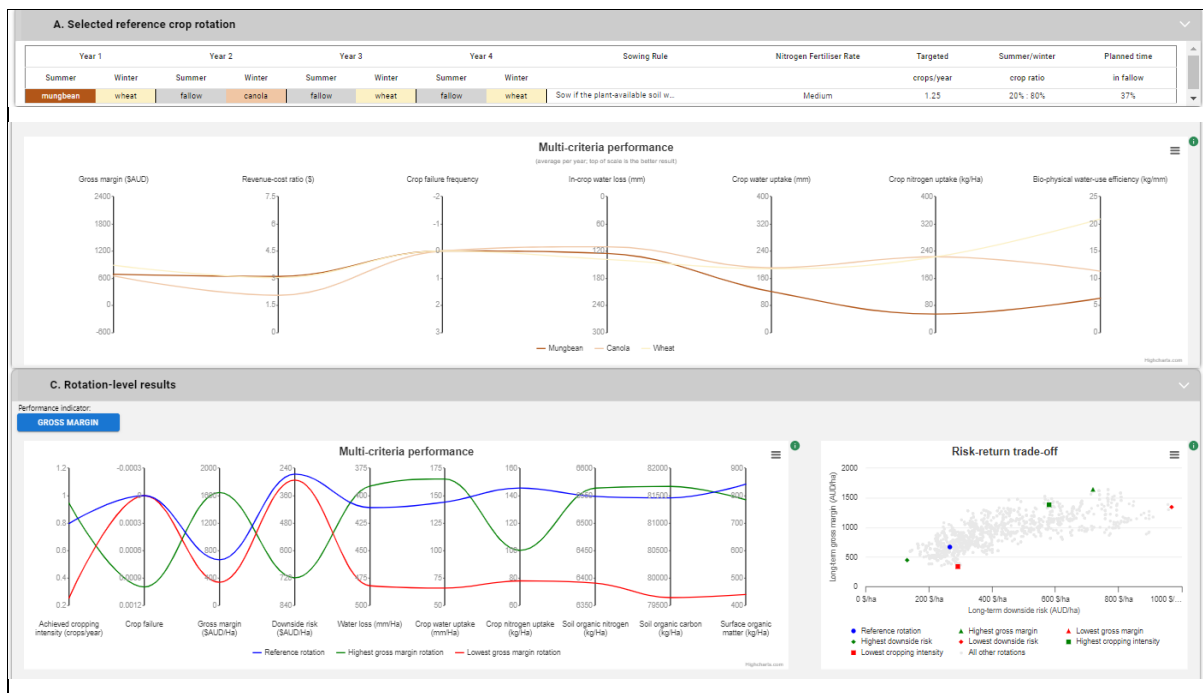 A. Selected reference crop rotation
Year 1 Year 2 Year 3 Year 4 Sowing Rule Nitrogen Fertiliser Rate Targeted Summer/winter Planned time
Summer Winter Summer Winter Summer Winter Summer Winter crops/year crop ratio in fallow
mungbean wheat fallow canola fallow wheat fallow wheat Sow if the plant-available soil w... Medium 1.25 20% : 80% 37%
Multi-criteria performance
(average per year, top of scale is the better result)
Gross margin ($AUD) Revenue-cost ratio ($) Crop failure frequency In-crop water loss (mm) Crop water uptake (mm) Crop nitrogen uptake (kg/Ha) Bio-physical water-use efficiency (kg/mm)
2400 7.5 -2 0 400 400 25
1800 6 -1 60 320 320 20
1200 4.5 0 120 240 240 15
600 3 1 180 160 160 10
0 1.5 2 240 80 80 5
-600 0 3 300 0 0 0
Mungbean Canola Wheat
Highcharts.com
C. Rotation-level results
Performance indicator:
GROSS MARGIN
Multi-criteria performance
1.2 -0.0003 2000 240 375 175 160 6600 82000 900
1 0 1600 360 400 150 140 6550 81500 800
0.8 0.0003 1200 480 425 125 120 6500 81000 700
0.6 0.0005 800 600 450 100 100 6450 80500 600
0.4 0.0009 400 720 475 75 80 6400 80000 500
0.2 0.0012 0 840 500 50 60 6350 79500 400
Achieved cropping intensity (crops/year)
Crop failure
Gross margin ($AUD/Ha)
Downside risk ($AUD/Ha)
Water loss (mm/Ha)
Crop water uptake (mm/Ha)
Crop nitrogen uptake (kg/Ha)
Soil organic nitrogen (kg/Ha)
Soil organic carbon (kg/Ha)
Surface organic matter (kg/Ha)
Reference rotation Highest gross margin rotation Lowest gross margin rotation
Highcharts.com
Risk-return trade-off
Long-term gross margin (AUD/ha)
2000
1500
1000
500
0
0 $/ha 200 $/ha 400 $/ha 600 $/ha 800 $/ha 1000 $/...
Long-term downside risk (AUD/ha)
Reference rotation Highest gross margin Lowest gross margin
Highest downside risk Lowest downside risk Highest cropping intensity
Lowest cropping intensity All other rotations
Highcharts.com